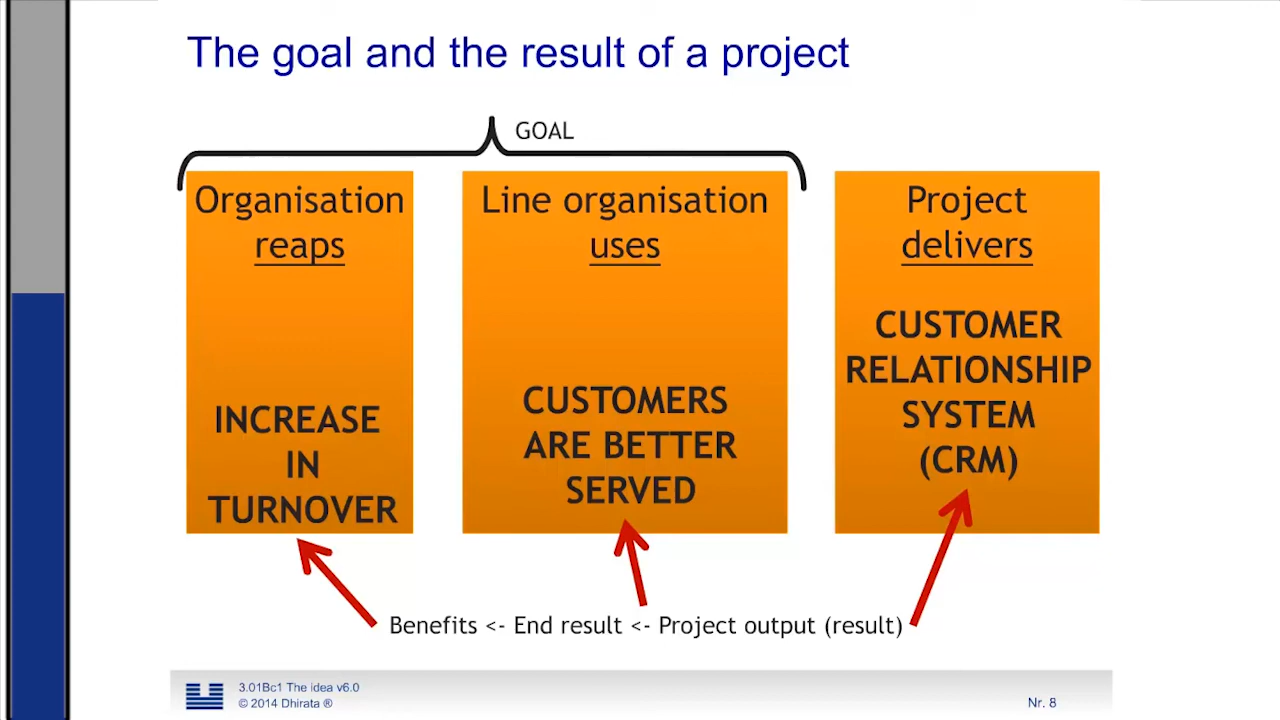 The goal and the result of a project
GOAL
Organisation
reaps
INCREASE
IN
TURNOVER
Line organisation
uses
CUSTOMERS
ARE BETTER
SERVED
Project
delivers
CUSTOMER
RELATIONSHIP
SYSTEM
(CRM)
Benefits <- End result <- Project output (result)
3.01Bc1 The idea v6.0
© 2014 Dhirata ®
Nr. 8